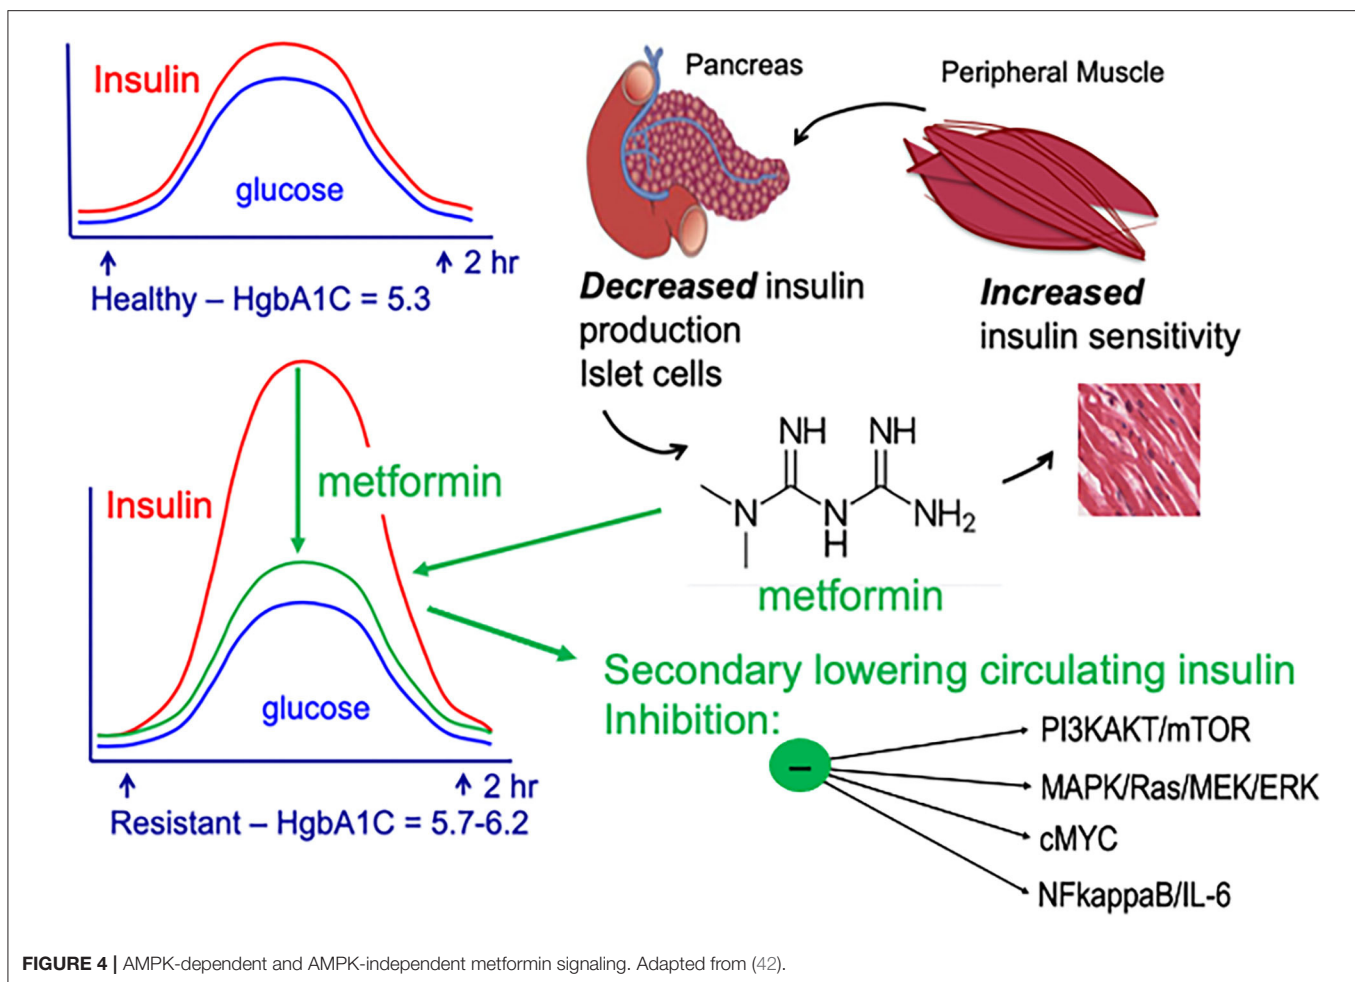 Insulin
glucose
2 hr
Healthy – HgbA1C = 5.3
Pancreas
Peripheral Muscle
Decreased insulin
production
Islet cells
Increased
insulin sensitivity
Insulin
metformin
glucose
2 hr
Resistant – HgbA1C = 5.7-6.2
NH NH
N N NH2
H
metformin
Secondary lowering circulating insulin
Inhibition:
–
PI3KAKT/mTOR
MAPK/Ras/MEK/ERK
cMYC
NFkappaB/IL-6
FIGURE 4 | AMPK-dependent and AMPK-independent metformin signaling. Adapted from (42).